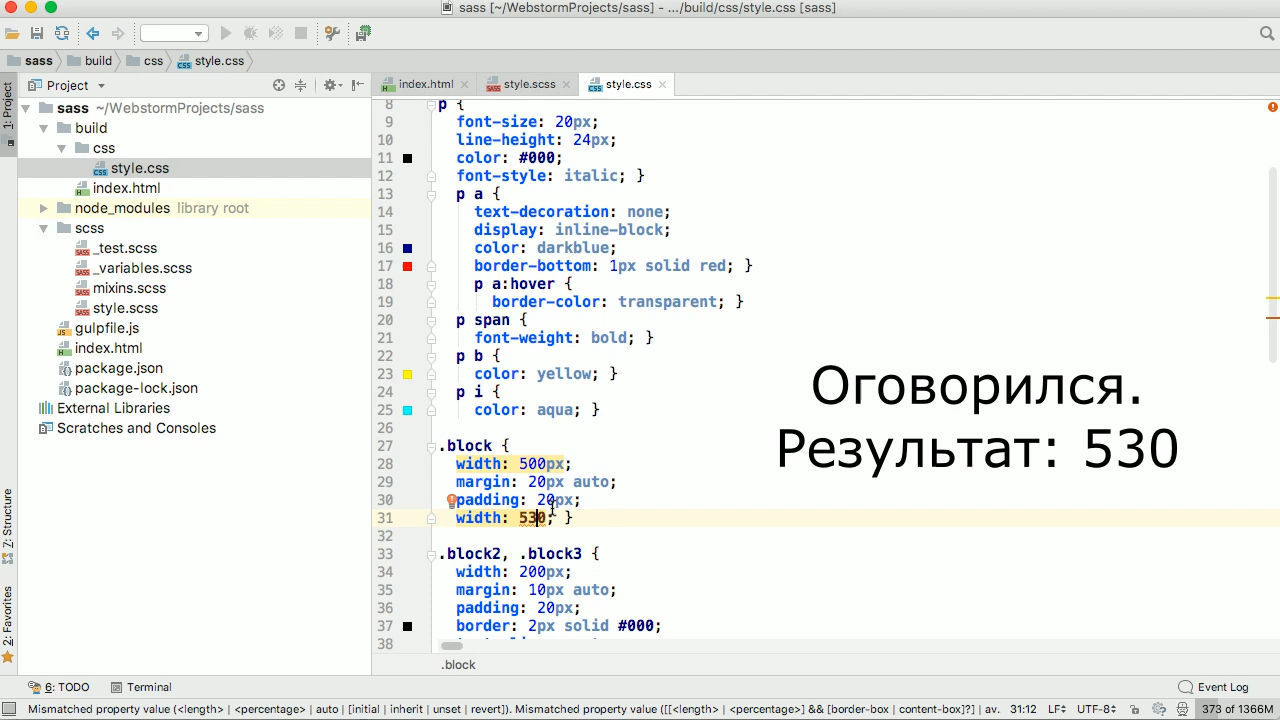 sass [~/WebstormProjects/sass] - .../build/css/style.css [sass]
sass build css style.css
1: Project
Project
index.html style.scss style.css
sass ~/WebstormProjects/sass
build
css
style.css
index.html
node_modules library root
scss
_test.scss
_variables.scss
mixins.scss
style.scss
gulpfile.js
index.html
package.json
package-lock.json
External Libraries
Scratches and Consoles
7: Structure
2: Favorites
8 p {
9 font-size: 20px;
10 line-height: 24px;
11 color: #000;
12 font-style: italic; }
13 p a {
14 text-decoration: none;
15 display: inline-block;
16 color: darkblue;
17 border-bottom: 1px solid red; }
18 p a:hover {
19 border-color: transparent; }
20 p span {
21 font-weight: bold; }
22 p b {
23 color: yellow; }
24 p i {
25 color: aqua; }
26
27 .block {
28 width: 500px;
29 margin: 20px auto;
30 padding: 20px;
31 width: 530; }
32
33 .block2, .block3 {
34 width: 200px;
35 margin: 10px auto;
36 padding: 20px;
37 border: 2px solid #000;
38
Оговорился.
Результат: 530
.block
6: TODO Terminal Event Log
Mismatched property value (<length> | <percentage> | auto | [initial | inherit | unset | revert]). Mismatched property value ([[<length> | <percentage>] && [border-box | content-box]?] | av. 31:12 LF UTF-8 373 of 1366M